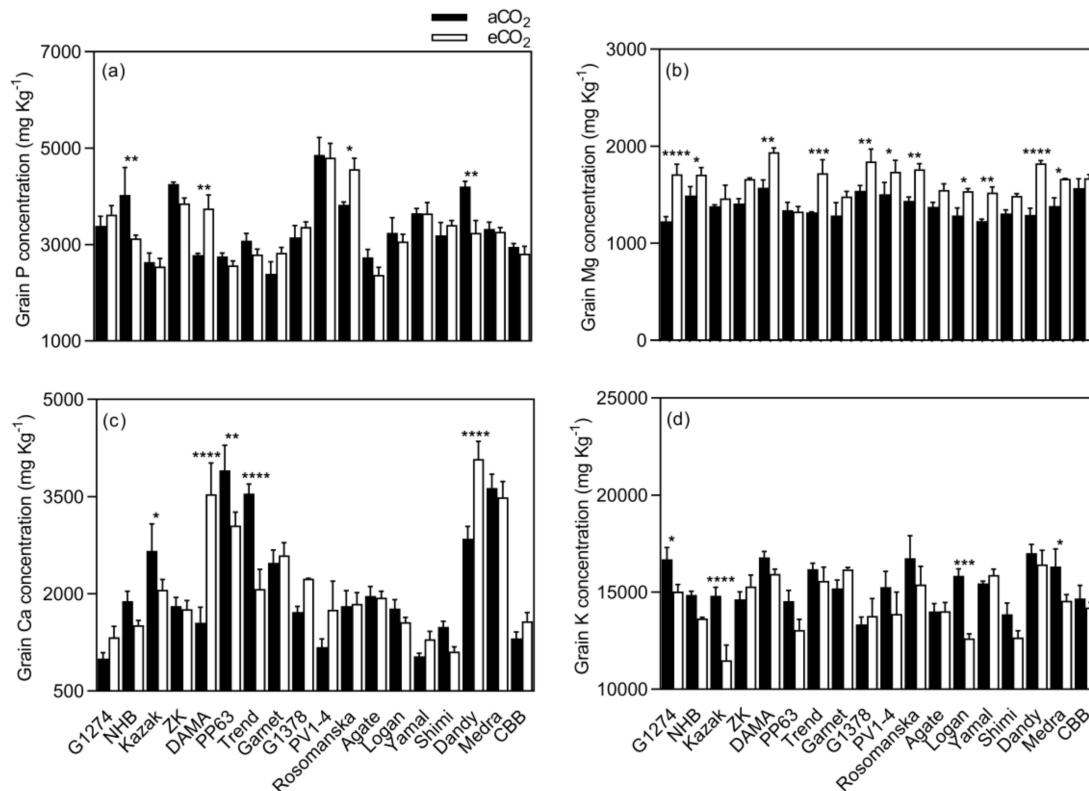 aCO₂
eCO₂
(a)
Grain P concentration (mg Kg⁻¹)
7000
5000
3000
1000
**
**
*
**
(b)
Grain Mg concentration (mg Kg⁻¹)
3000
2000
1000
0
****
*
**
***
**
*
**
*
**
****
*
(c)
Grain Ca concentration (mg Kg⁻¹)
5000
3500
2000
500
*
****
**
****
****
G1274
NHB
Kazak
ZK
DAMA
PP63
Trend
Garnet
G1378
PV1-4
Rosomanska
Agate
Logan
Yamal
Shimi
Dandy
Medra
CBB
(d)
Grain K concentration (mg Kg⁻¹)
25000
20000
15000
10000
*
****
***
*
G1274
NHB
Kazak
ZK
DAMA
PP63
Trend
Garnet
G1378
PV1-4
Rosomanska
Agate
Logan
Yamal
Shimi
Dandy
Medra
CBB